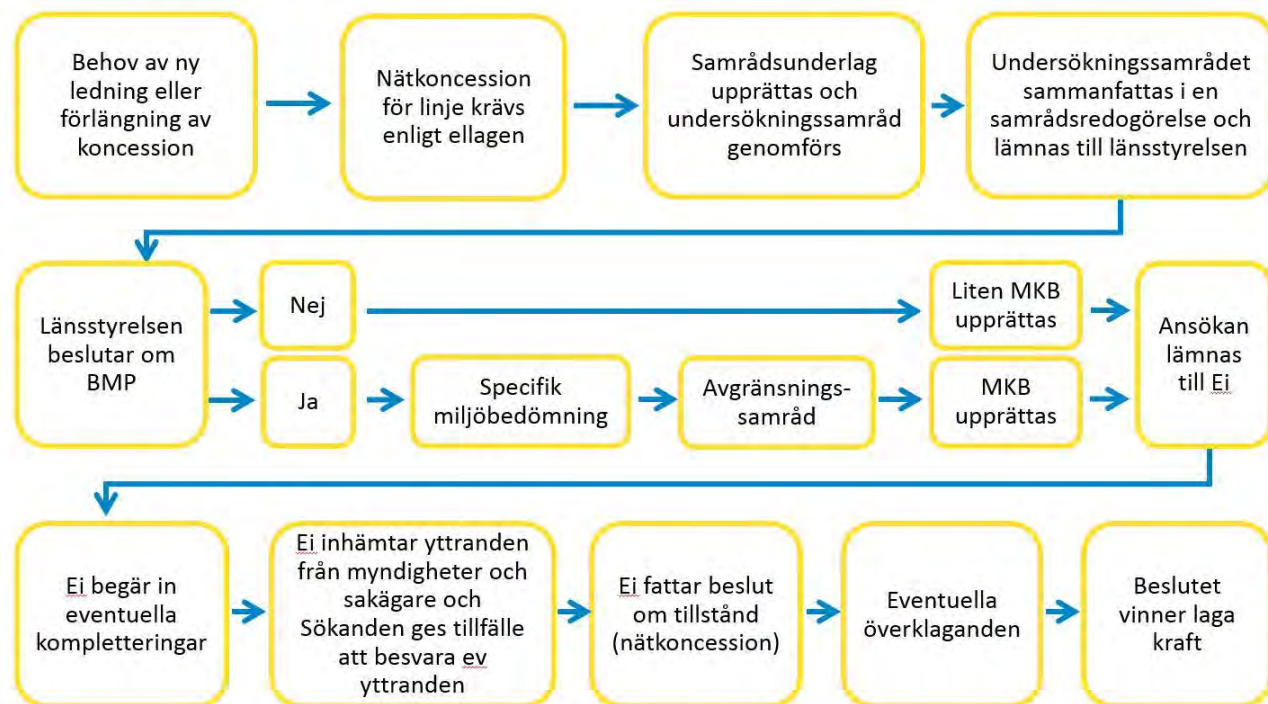 Behov av ny
ledning eller
förlängning av
koncession
Nätkoncession
för linje krävs
enligt ellagen
Samrådsunderlag
upprättas och
undersökningssamråd
genomförs
Undersökningssamrådet
sammanfattas i en
samrådsredogörelse och
lämnas till länsstyrelsen
Länsstyrelsen
beslutar om
BMP
Nej
Liten MKB
upprättas
Ja
Specifik
miljöbedömning
Avgränsnings-
samråd
MKB
upprättas
Ansökan
lämnas
till Ei
Ei begär in
eventuella
kompletteringar
Ei inhämtar yttranden
från myndigheter och
sakägare och
Sökanden ges tillfälle
att besvara ev
yttranden
Ei fattar beslut
om tillstånd
(nätkoncession)
Eventuella
överklaganden
Beslutet
vinner laga
kraft